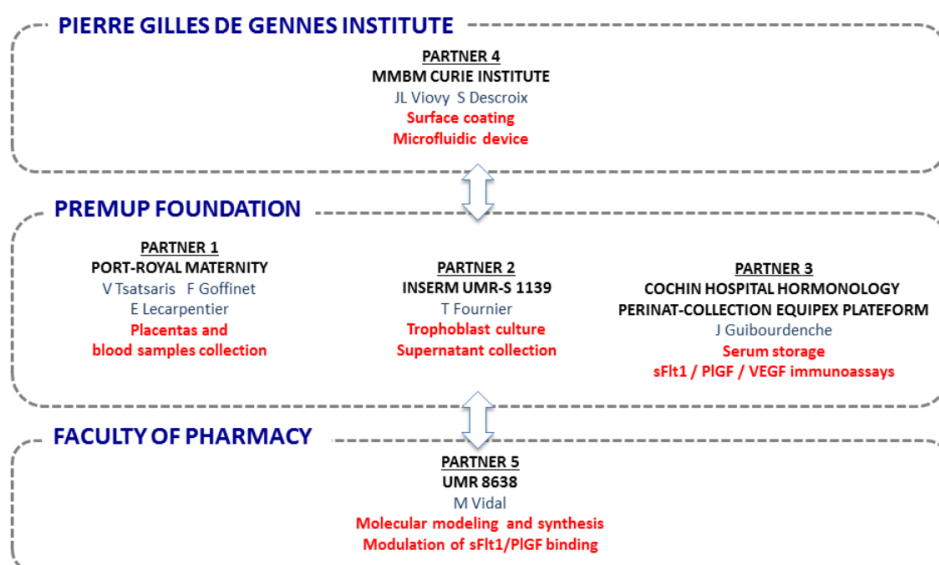 PIERRE GILLES DE GENNES INSTITUTE
PARTNER 4
MMBM CURIE INSTITUTE
JL Viovy S Descroix
Surface coating
Microfluidic device
PREMUP FOUNDATION
PARTNER 1
PORT-ROYAL MATERNITY
V Tsatsaris F Goffinet
E Lecarpentier
Placentas and
blood samples collection
PARTNER 2
INSERM UMR-S 1139
T Fournier
Trophoblast culture
Supernatant collection
PARTNER 3
COCHIN HOSPITAL HORMONOLOGY
PERINAT-COLLECTION EQUIPEX PLATEFORM
J Guibourdenche
Serum storage
sFlt1 / PlGF / VEGF immunoassays
FACULTY OF PHARMACY
PARTNER 5
UMR 8638
M Vidal
Molecular modeling and synthesis
Modulation of sFlt1/PlGF binding